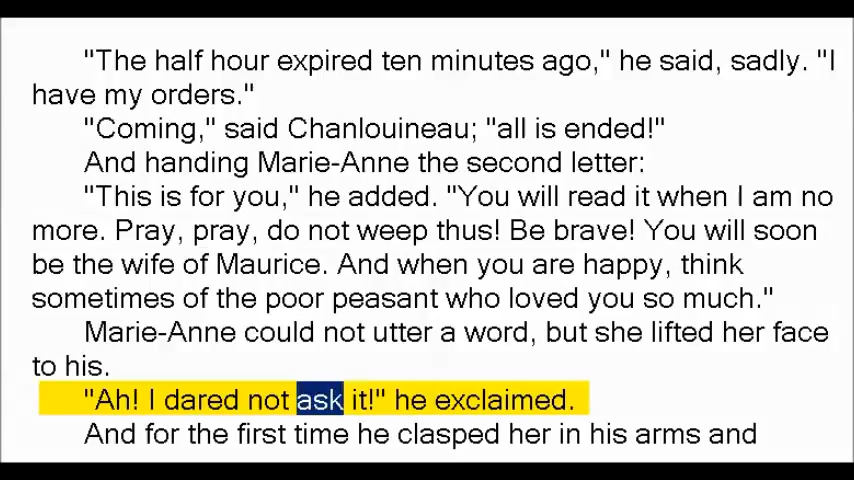 "The half hour expired ten minutes ago," he said, sadly. "I
have my orders."
"Coming," said Chanlouineau; "all is ended!"
And handing Marie-Anne the second letter:
"This is for you," he added. "You will read it when I am no
more. Pray, pray, do not weep thus! Be brave! You will soon
be the wife of Maurice. And when you are happy, think
sometimes of the poor peasant who loved you so much."
Marie-Anne could not utter a word, but she lifted her face
to his.
"Ah! I dared not ask it!" he exclaimed.
And for the first time he clasped her in his arms and